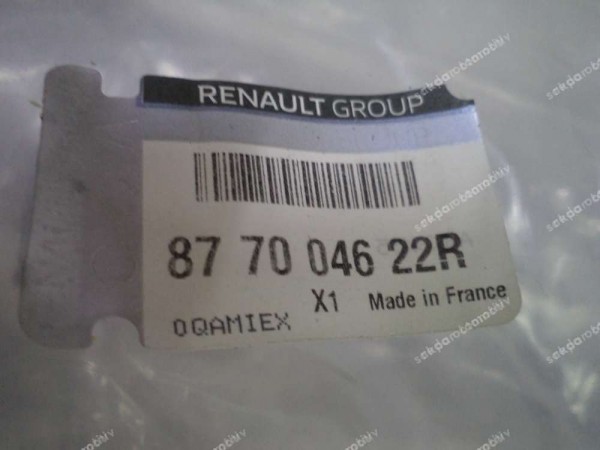 RENAULT GROUP
87 70 046 22R
X1 Made in France
0QAMIEX